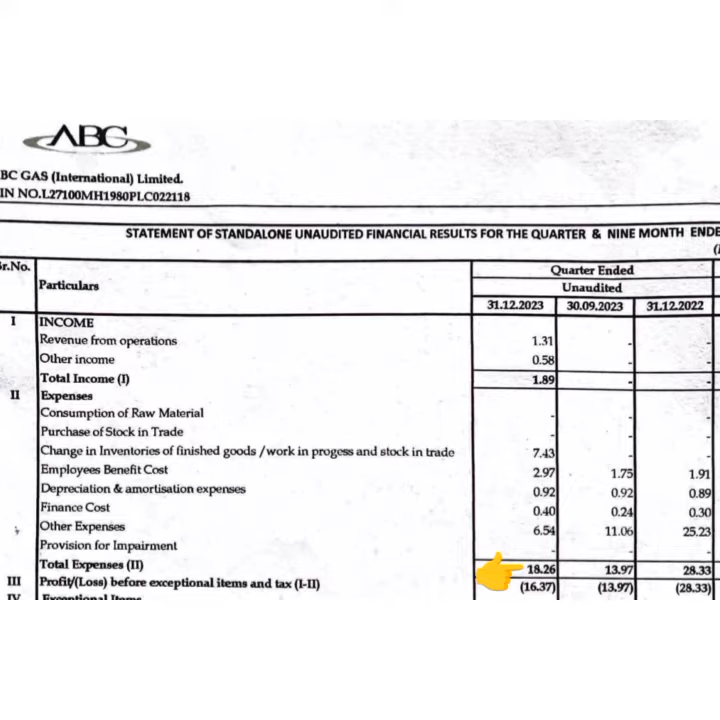 ABC
BC GAS (International) Limited.
IN NO.L27100MH1980PLC022118
STATEMENT OF STANDALONE UNAUDITED FINANCIAL RESULTS FOR THE QUARTER & NINE MONTH ENDE
Sr.No. Particulars Quarter Ended
Unaudited
31.12.2023 30.09.2023 31.12.2022
I INCOME
Revenue from operations 1.31 - -
Other income 0.58 - -
Total Income (I) 1.89 - -
II Expenses
Consumption of Raw Material - - -
Purchase of Stock in Trade - - -
Change in Inventories of finished goods /work in progess and stock in trade 7.43 - -
Employees Benefit Cost 2.97 1.75 1.91
Depreciation & amortisation expenses 0.92 0.92 0.89
Finance Cost 0.40 0.24 0.30
Other Expenses 6.54 11.06 25.23
Provision for Impairment - - -
Total Expenses (II) 18.26 13.97 28.33
III Profit/(Loss) before exceptional items and tax (I-II) (16.37) (13.97) (28.33)
IV Exceptional Items